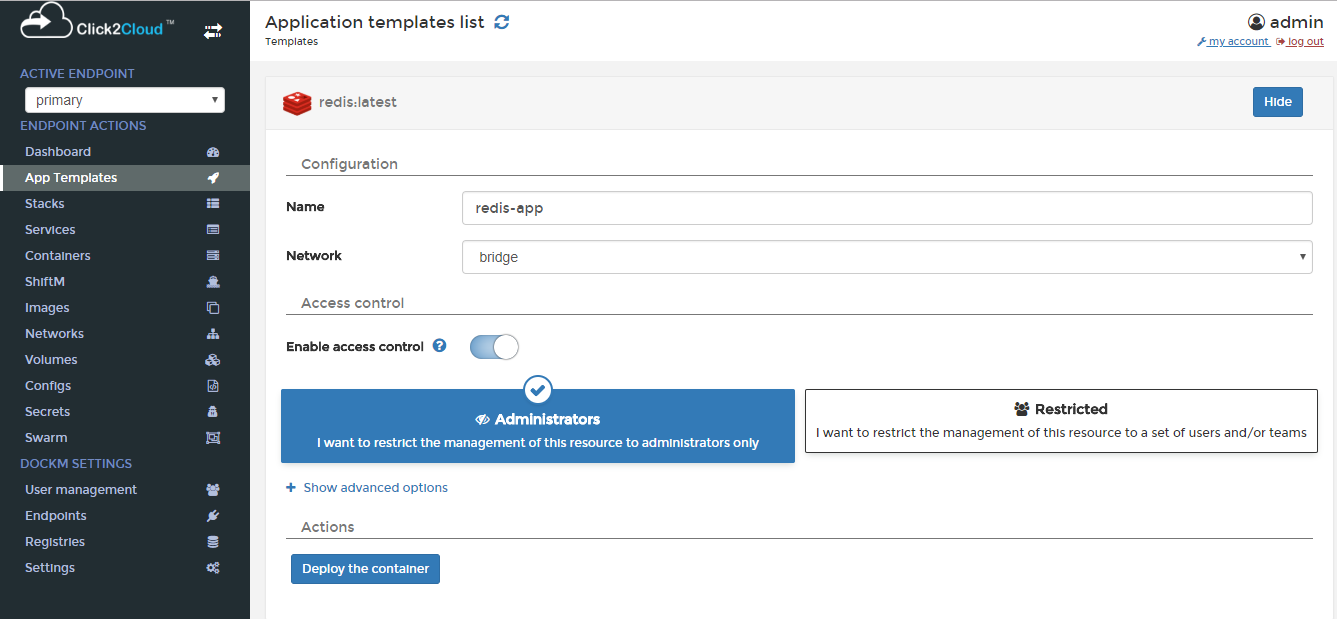 Click2Cloud™
ACTIVE ENDPOINT
primary
ENDPOINT ACTIONS
Dashboard
App Templates
Stacks
Services
Containers
ShiftM
Images
Networks
Volumes
Configs
Secrets
Swarm
DOCKM SETTINGS
User management
Endpoints
Registries
Settings
Application templates list
Templates
admin
my account log out
redis:latest
Hide
Configuration
Name redis-app
Network bridge
Access control
Enable access control
Administrators
I want to restrict the management of this resource to administrators only
Restricted
I want to restrict the management of this resource to a set of users and/or teams
Show advanced options
Actions
Deploy the container